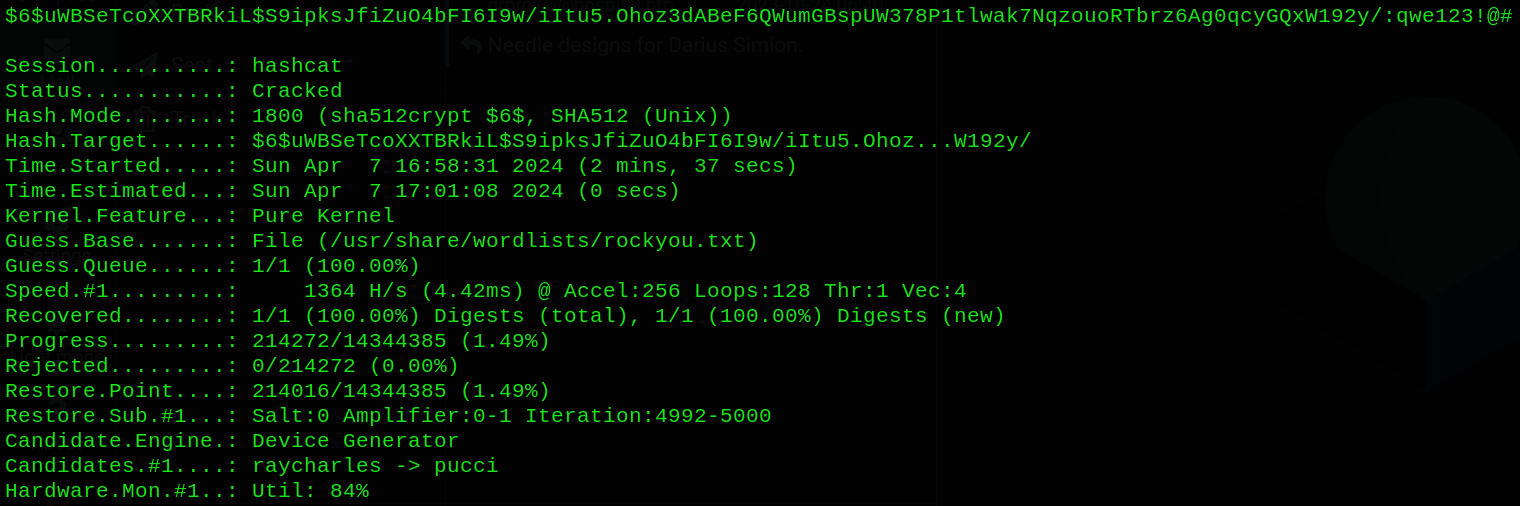 $6$uWBSeTcoXXTBRkiL$S9ipksJfiZuO4bFI6I9w/iItu5.Ohoz3dABeF6QWumGBspUW378P1tlwak7NqzouoRTbrz6Ag0qcyGQxW192y/:qwe123!@#
Needle designs for Darius Simion.
Session..........: hashcat
Status...........: Cracked
Hash.Mode........: 1800 (sha512crypt $6$, SHA512 (Unix))
Hash.Target......: $6$uWBSeTcoXXTBRkiL$S9ipksJfiZuO4bFI6I9w/iItu5.Ohoz...W192y/
Time.Started.....: Sun Apr  7 16:58:31 2024 (2 mins, 37 secs)
Time.Estimated...: Sun Apr  7 17:01:08 2024 (0 secs)
Kernel.Feature...: Pure Kernel
Guess.Base.......: File (/usr/share/wordlists/rockyou.txt)
Guess.Queue......: 1/1 (100.00%)
Speed.#1.........:     1364 H/s (4.42ms) @ Accel:256 Loops:128 Thr:1 Vec:4
Recovered........: 1/1 (100.00%) Digests (total), 1/1 (100.00%) Digests (new)
Progress.........: 214272/14344385 (1.49%)
Rejected.........: 0/214272 (0.00%)
Restore.Point....: 214016/14344385 (1.49%)
Restore.Sub.#1...: Salt:0 Amplifier:0-1 Iteration:4992-5000
Candidate.Engine.: Device Generator
Candidates.#1....: raycharles -> pucci
Hardware.Mon.#1..: Util: 84%